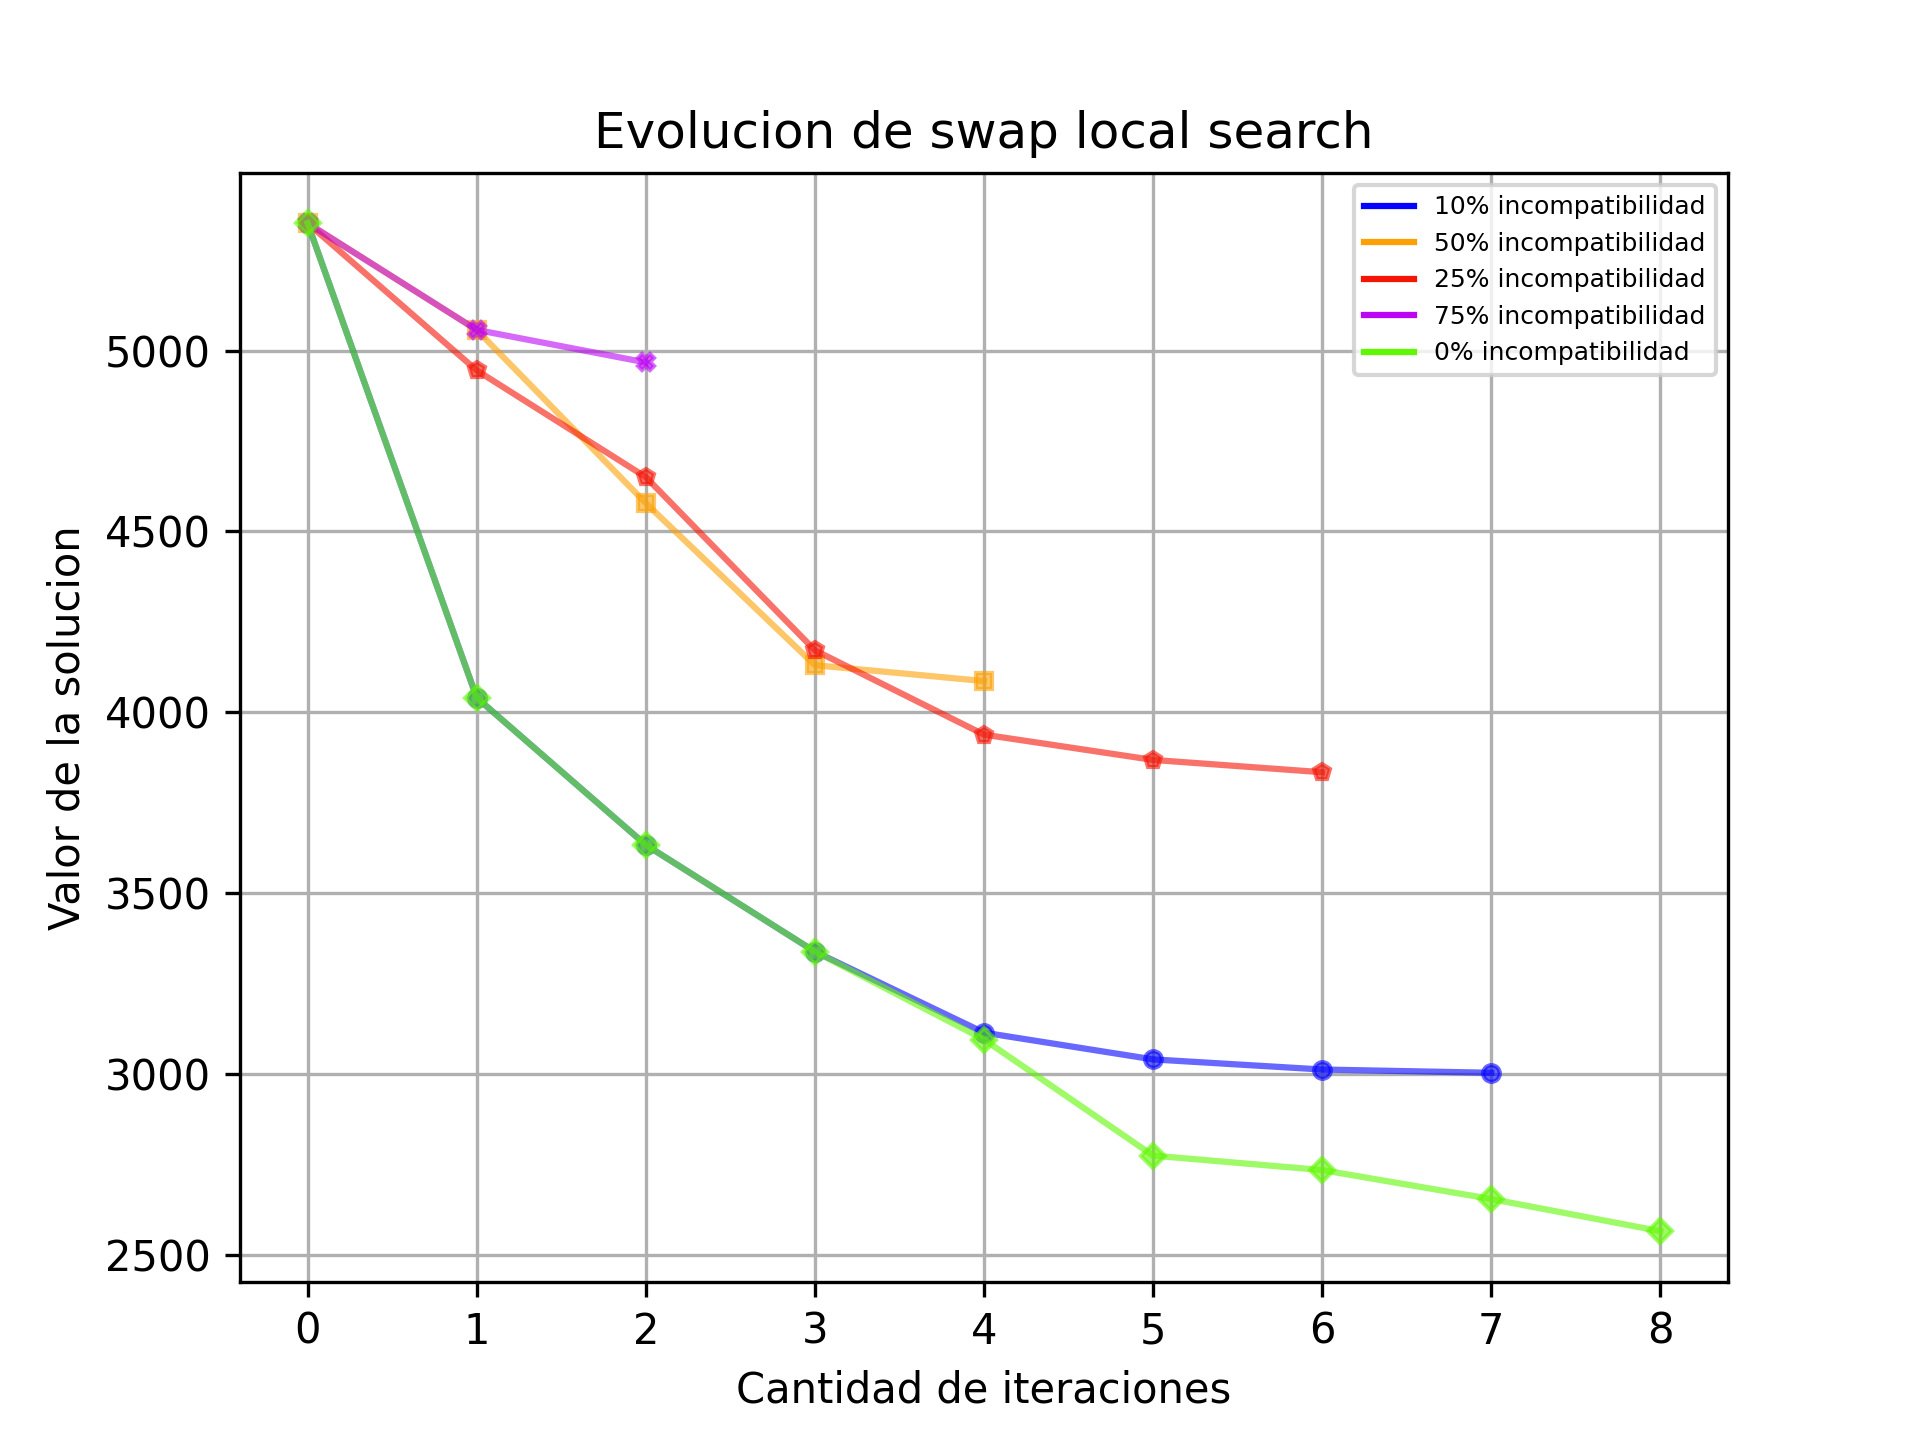 Evolucion de swap local search
10% incompatibilidad
50% incompatibilidad
25% incompatibilidad
75% incompatibilidad
0% incompatibilidad
Valor de la solucion
5000
4500
4000
3500
3000
2500
0 1 2 3 4 5 6 7 8
Cantidad de iteraciones